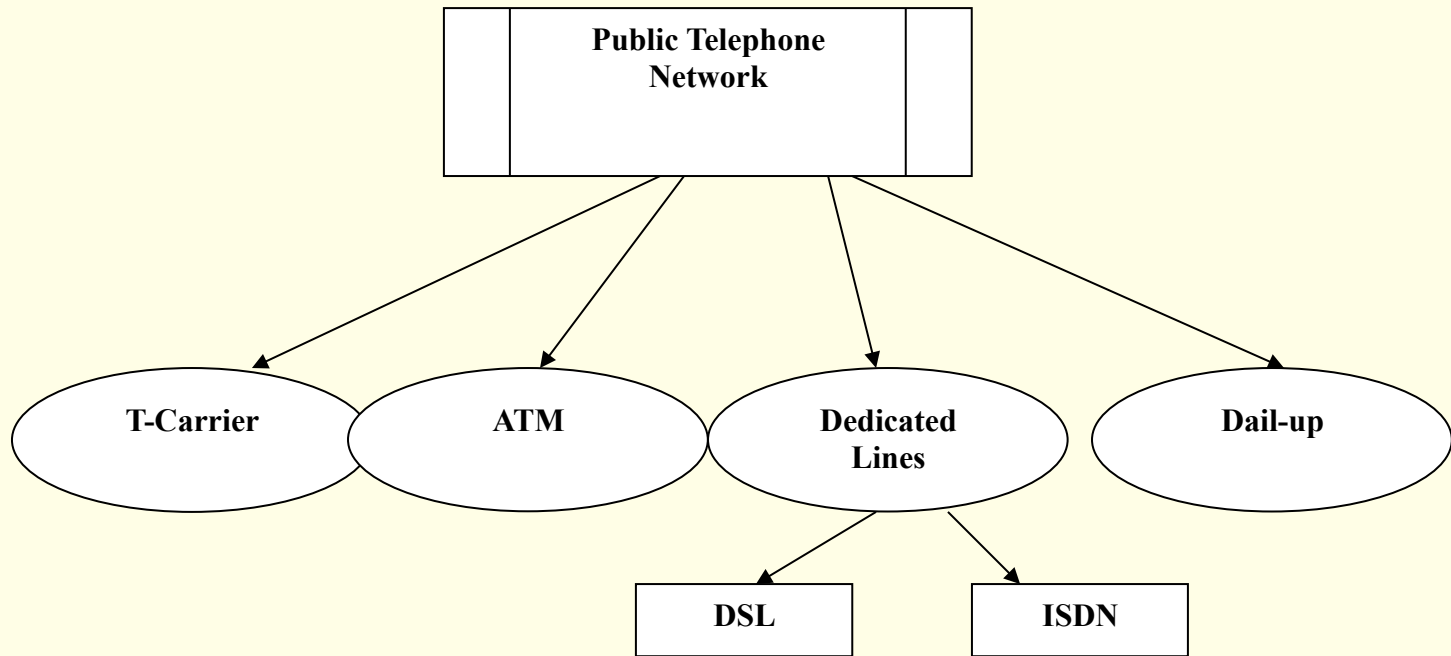 Public Telephone
Network
T-Carrier
ATM
Dedicated
Lines
Dail-up
DSL
ISDN